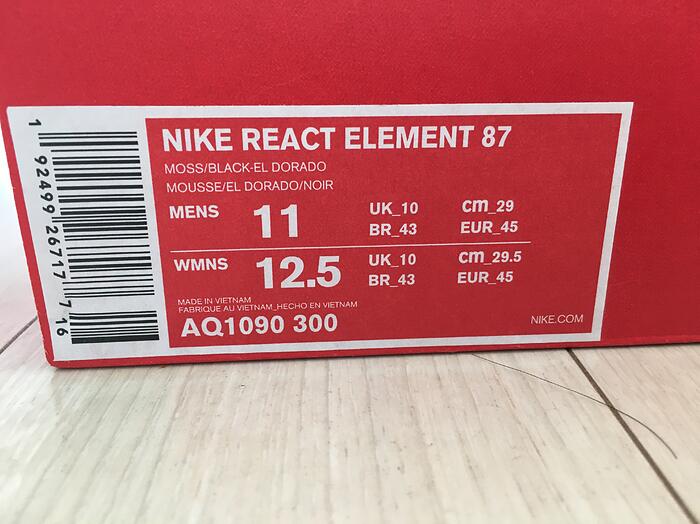 NIKE REACT ELEMENT 87
MOSS/BLACK-EL DORADO
MOUSSE/EL DORADO/NOIR
MENS 11 UK_10 cm_29
BR_43 EUR_45
WMNS 12.5 UK_10 cm_29.5
BR_43 EUR_45
MADE IN VIETNAM
FABRIQUE AU VIETNAM_HECHO EN VIETNAM
AQ1090 300
NIKE.COM
1 92499 26717 7 16